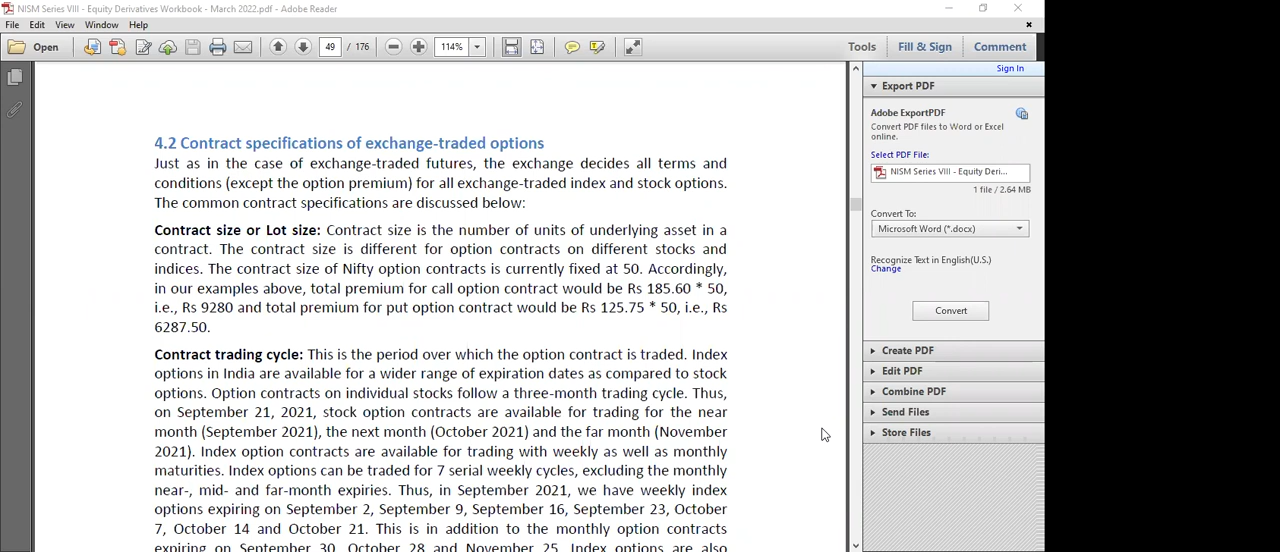 NISM Series VIII - Equity Derivatives Workbook - March 2022.pdf - Adobe Reader
File Edit View Window Help
Open 49 / 176 114% Tools Fill & Sign Comment
Sign In
Export PDF
Adobe ExportPDF
Convert PDF files to Word or Excel
online.
Select PDF File:
NISM Series VIII - Equity Deri...
1 file / 2.64 MB
Convert To:
Microsoft Word (*.docx)
Recognize Text in English(U.S.)
Change
Convert
Create PDF
Edit PDF
Combine PDF
Send Files
Store Files
4.2 Contract specifications of exchange-traded options
Just as in the case of exchange-traded futures, the exchange decides all terms and
conditions (except the option premium) for all exchange-traded index and stock options.
The common contract specifications are discussed below:
Contract size or Lot size: Contract size is the number of units of underlying asset in a
contract. The contract size is different for option contracts on different stocks and
indices. The contract size of Nifty option contracts is currently fixed at 50. Accordingly,
in our examples above, total premium for call option contract would be Rs 185.60 * 50,
i.e., Rs 9280 and total premium for put option contract would be Rs 125.75 * 50, i.e., Rs
6287.50.
Contract trading cycle: This is the period over which the option contract is traded. Index
options in India are available for a wider range of expiration dates as compared to stock
options. Option contracts on individual stocks follow a three-month trading cycle. Thus,
on September 21, 2021, stock option contracts are available for trading for the near
month (September 2021), the next month (October 2021) and the far month (November
2021). Index option contracts are available for trading with weekly as well as monthly
maturities. Index options can be traded for 7 serial weekly cycles, excluding the monthly
near-, mid- and far-month expiries. Thus, in September 2021, we have weekly index
options expiring on September 2, September 9, September 16, September 23, October
7, October 14 and October 21. This is in addition to the monthly option contracts
expiring on September 30, October 28 and November 25. Index options are also